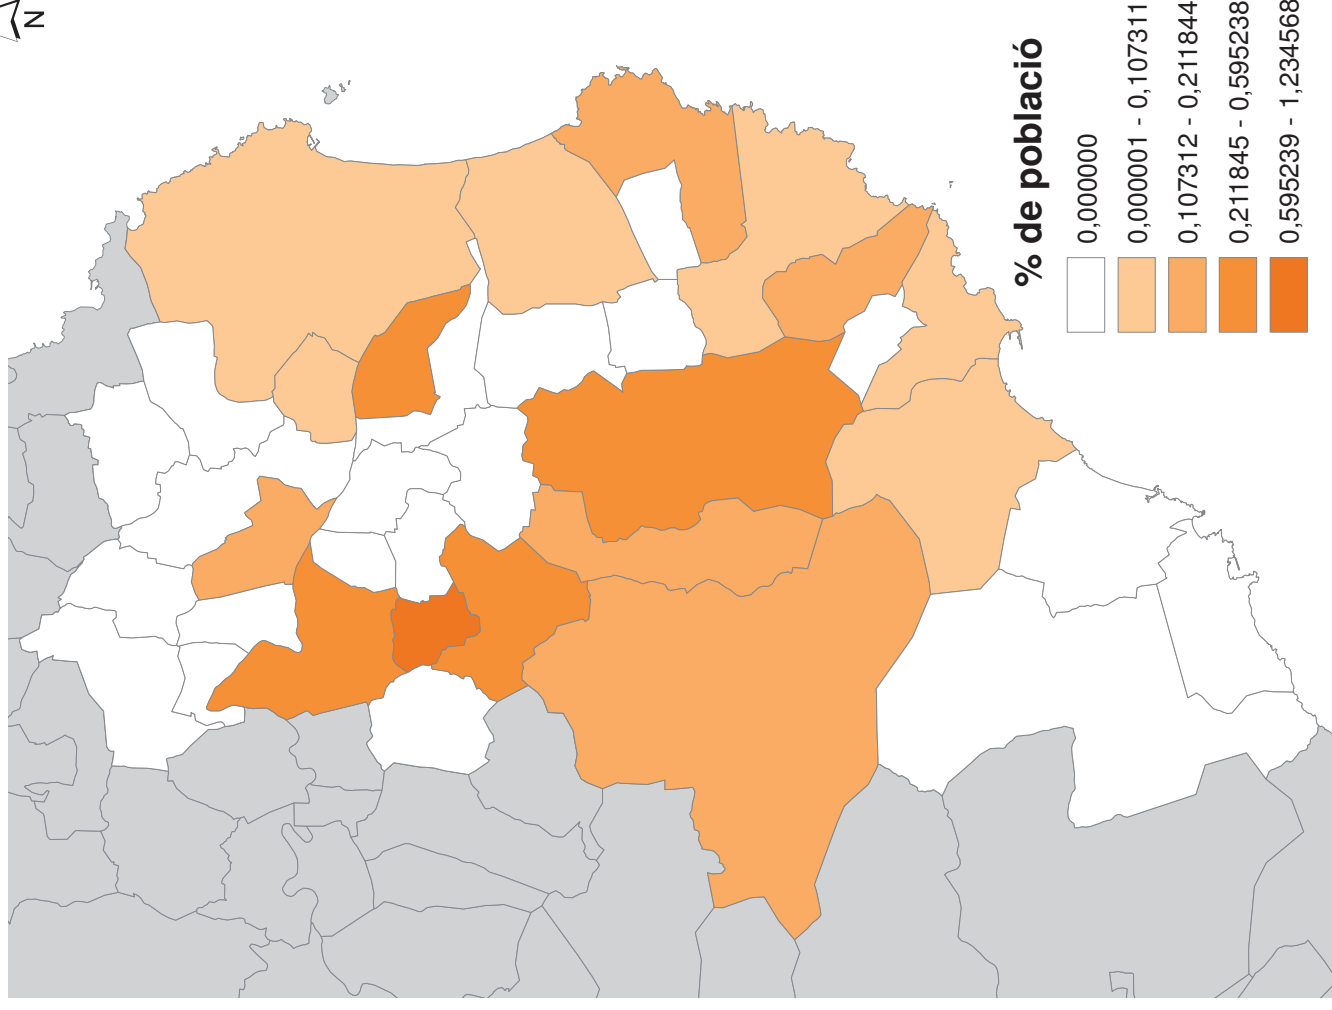 N
% de població
0,000000
0,000001 - 0,107311
0,107312 - 0,211844
0,211845 - 0,595238
0,595239 - 1,234568